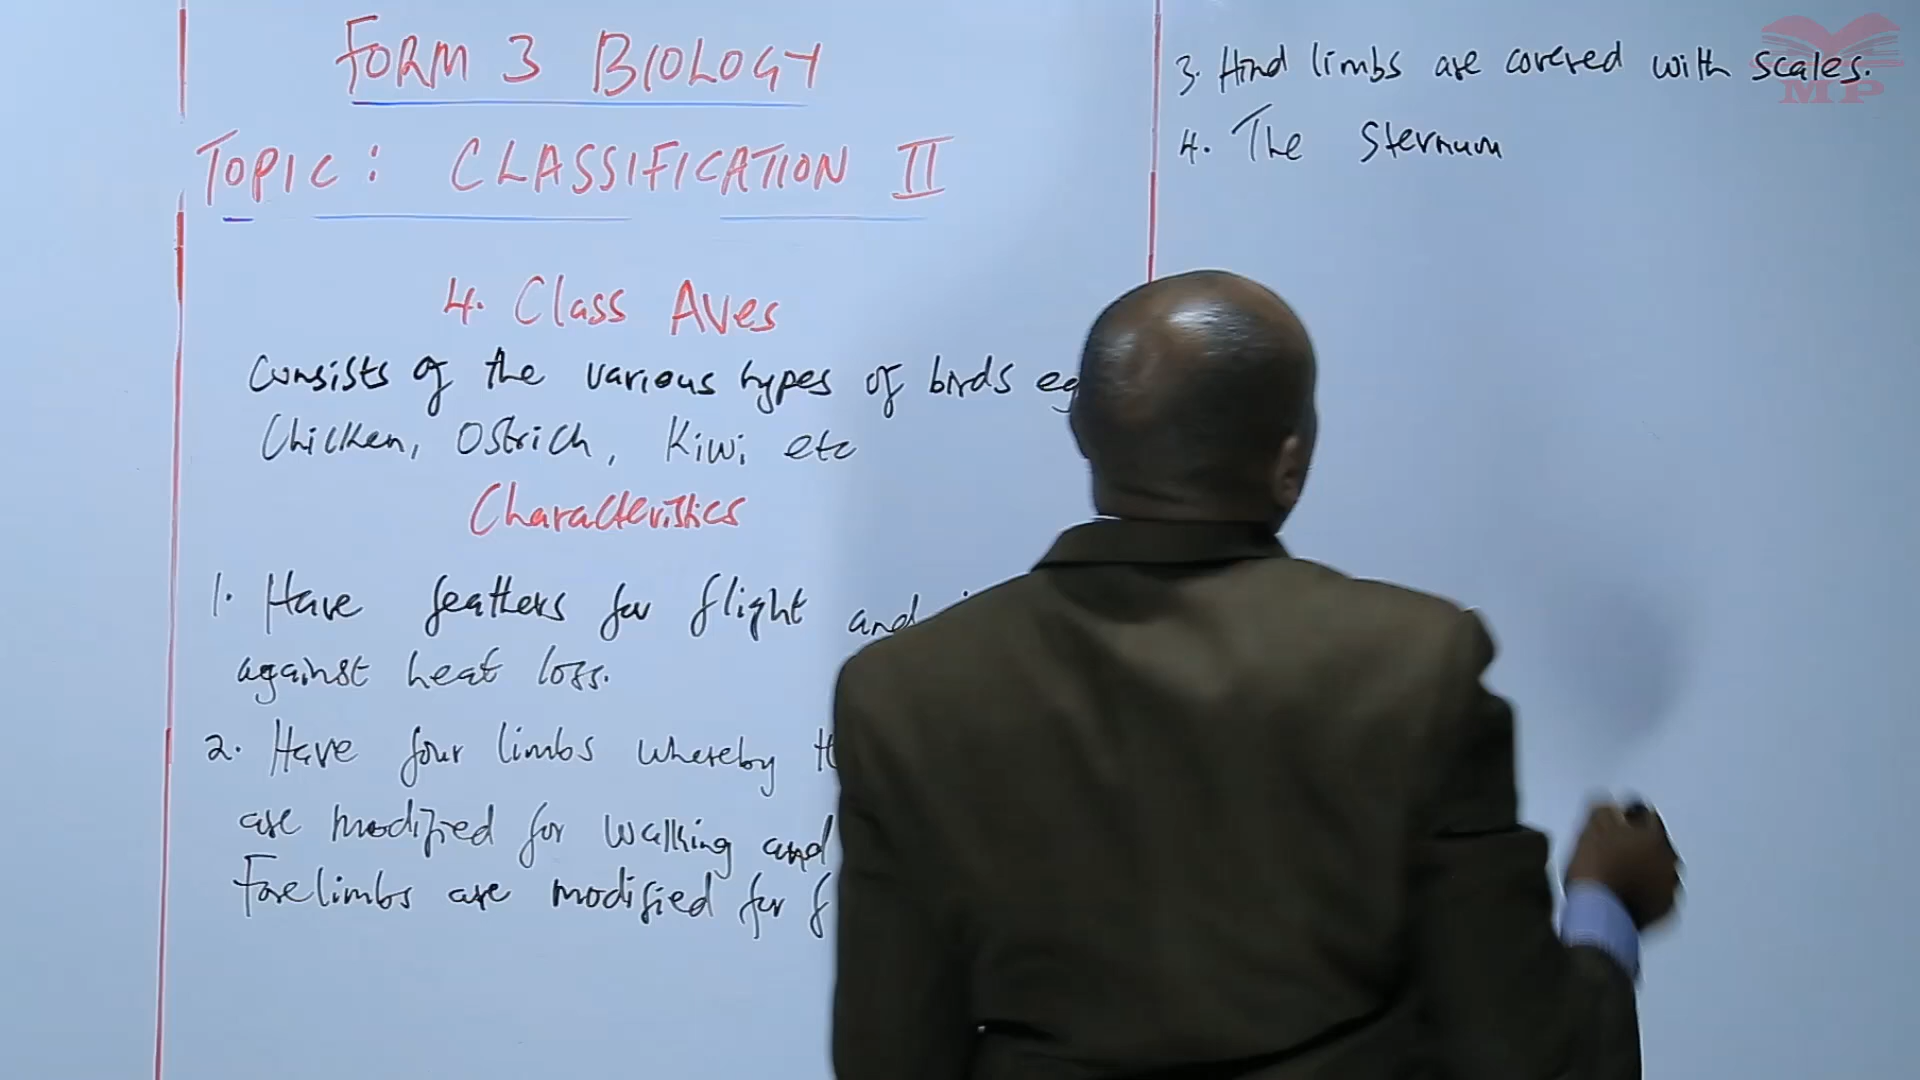 FORM 3 BIOLOGY
TOPIC: CLASSIFICATION II
4. Class Aves
Consists of the various types of birds eg
Chicken, Ostrich, Kiwi etc
Characteristics
1. Have feathers for flight and
against heat loss.
2. Have four limbs whereby
are modified for walking and
Forelimbs are modified for
3. Hind limbs are covered with scales.
4. The Sternum
MP